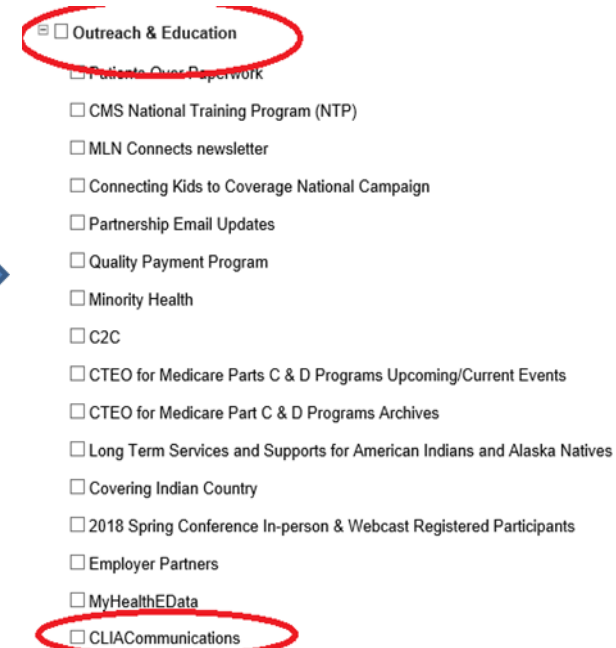 Outreach & Education
Patients Over Paperwork
CMS National Training Program (NTP)
MLN Connects newsletter
Connecting Kids to Coverage National Campaign
Partnership Email Updates
Quality Payment Program
Minority Health
C2C
CTEO for Medicare Parts C & D Programs Upcoming/Current Events
CTEO for Medicare Part C & D Programs Archives
Long Term Services and Supports for American Indians and Alaska Natives
Covering Indian Country
2018 Spring Conference In-person & Webcast Registered Participants
Employer Partners
MyHealthEData
CLIACommunications